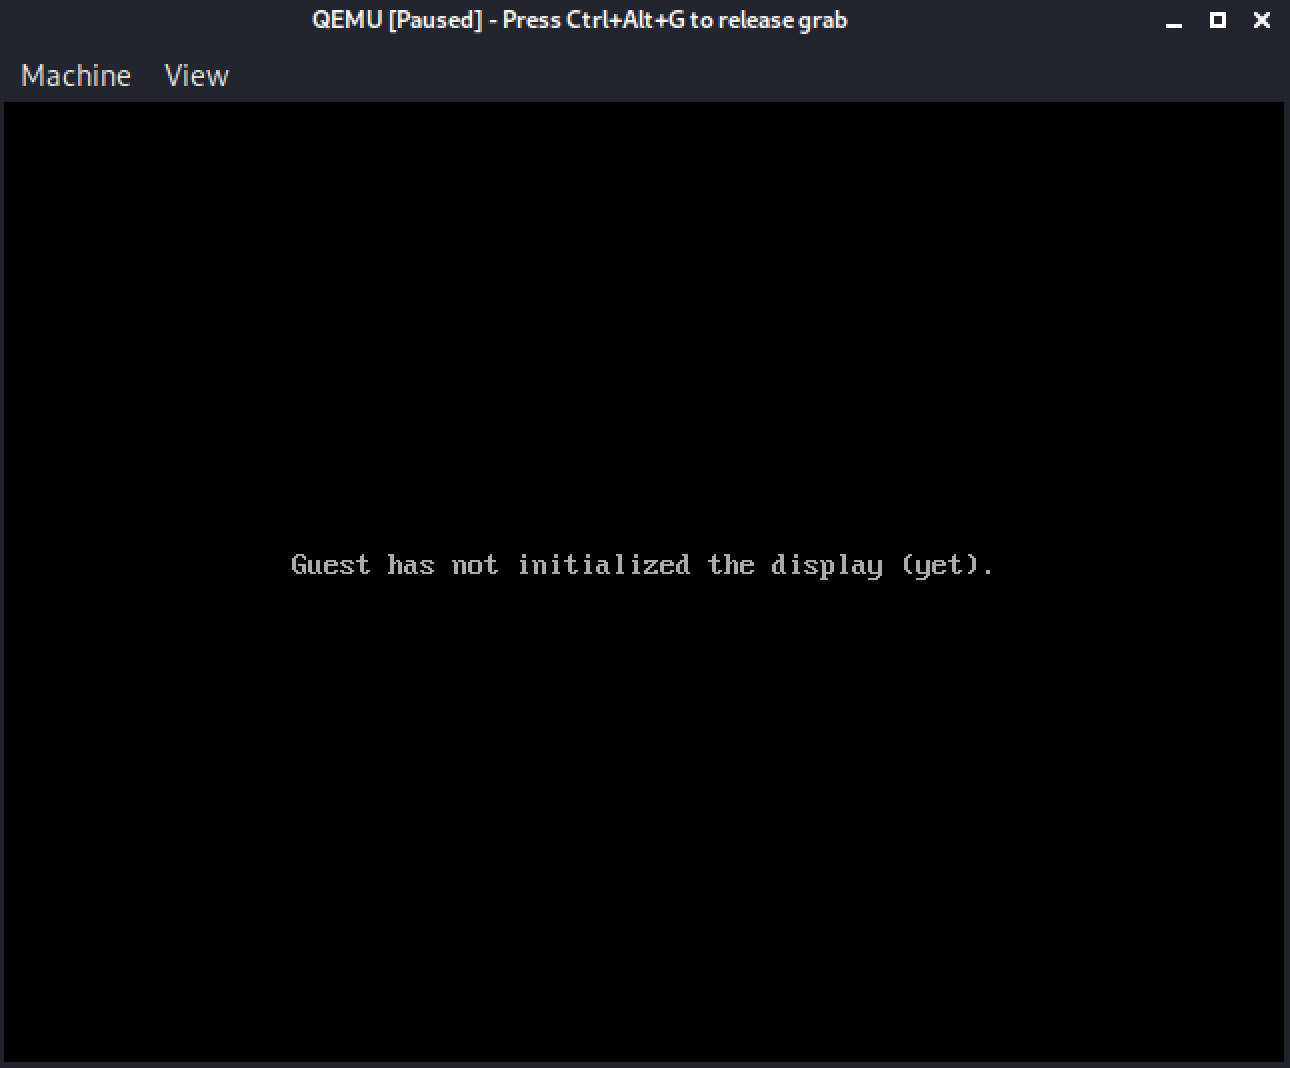 QEMU [Paused] - Press Ctrl+Alt+G to release grab
Machine View
Guest has not initialized the display (yet).